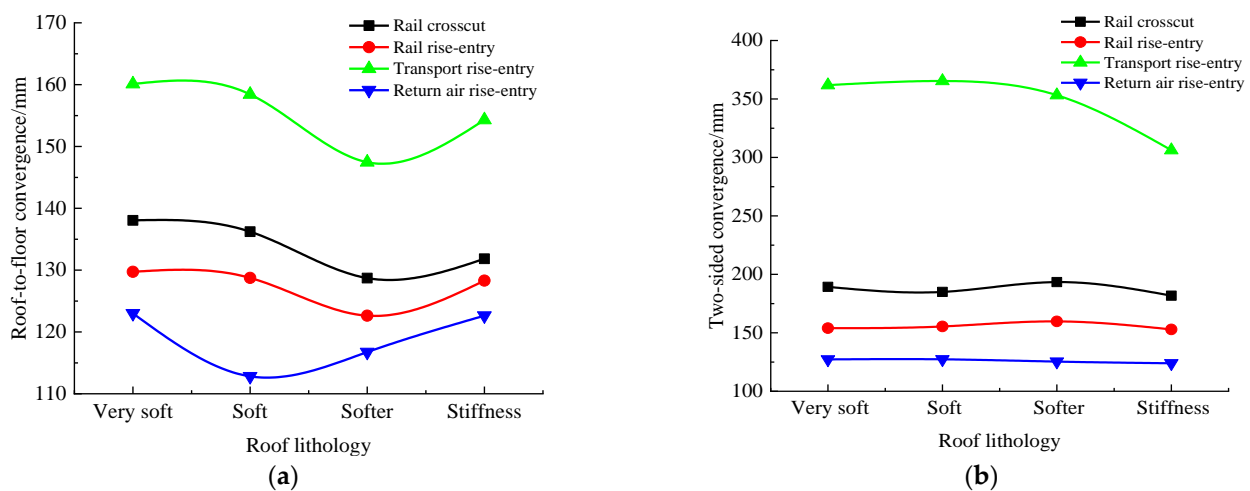 170
160
150
140
130
120
110
Roof-to-floor convergence/mm
Rail crosscut
Rail rise-entry
Transport rise-entry
Return air rise-entry
Very soft
Soft
Softer
Stiffness
Roof lithology
(a)
400
350
300
250
200
150
100
Two-sided convergence/mm
Rail crosscut
Rail rise-entry
Transport rise-entry
Return air rise-entry
Very soft
Soft
Softer
Stiffness
Roof lithology
(b)